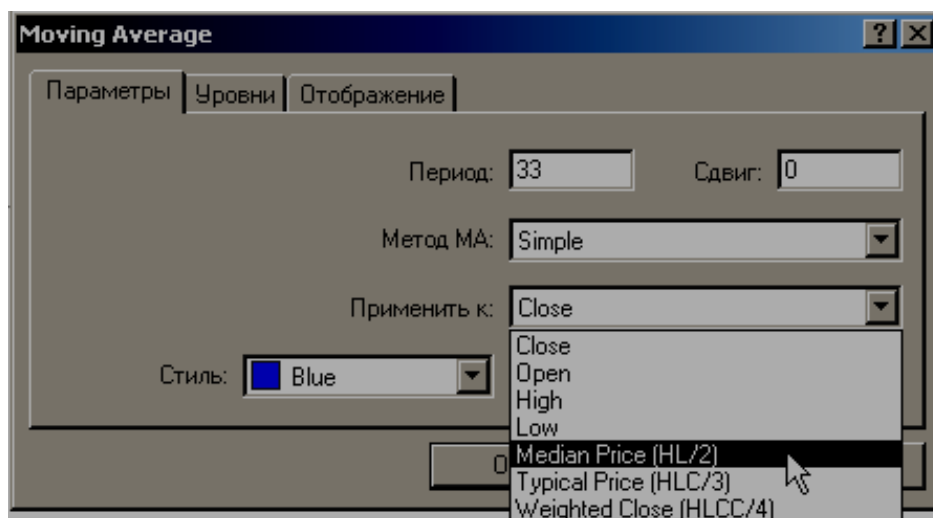 Moving Average
Параметры Уровни Отображение
Период: 33 Сдвиг: 0
Метод МА: Simple
Применить к: Close
Close
Стиль: Blue
Open
High
Low
Median Price (HL/2)
Typical Price (HLC/3)
Weighted Close (HLCC/4)